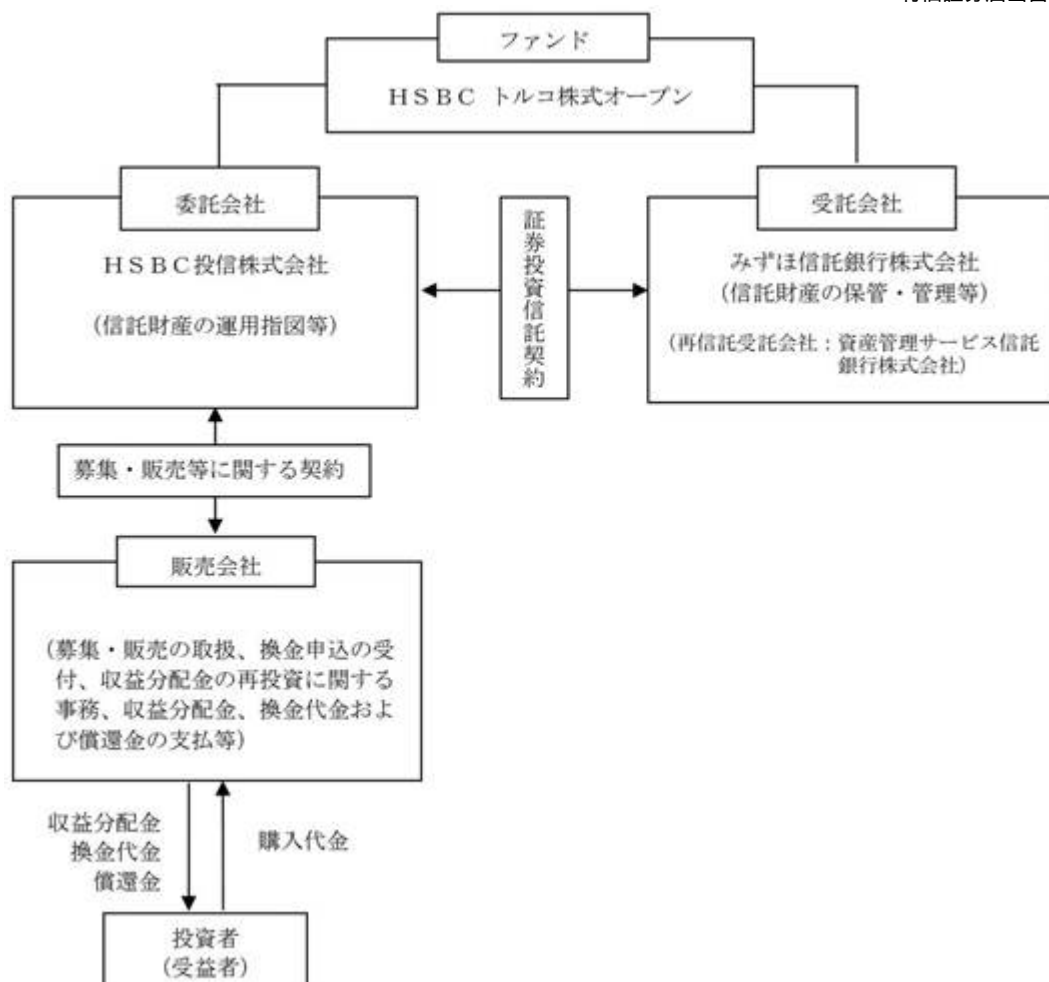 ファンド
HSBC トルコ株式オープン
委託会社
HSBC投信株式会社
(信託財産の運用指図等)
証券投資信託契約
受託会社
みずほ信託銀行株式会社
(信託財産の保管・管理等)
(再信託受託会社:資産管理サービス信託
銀行株式会社)
募集・販売等に関する契約
販売会社
(募集・販売の取扱、換金申込の受
付、収益分配金の再投資に関する
事務、収益分配金、換金代金およ
び償還金の支払等)
収益分配金
換金代金
償還金
購入代金
投資者
(受益者)